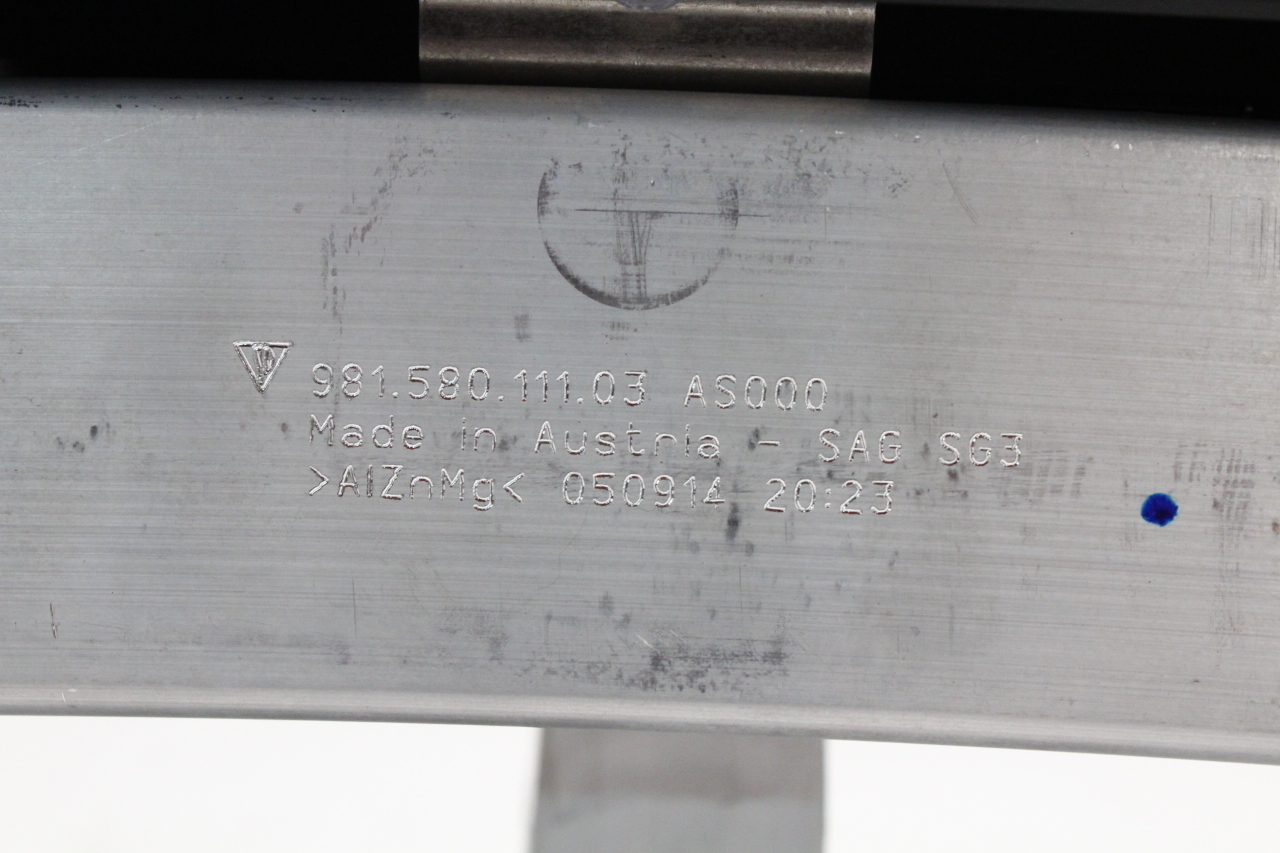 981.580.111.03 AS000
Made in Austria - SAG SG3
>AlZnMg< 050914 20:23